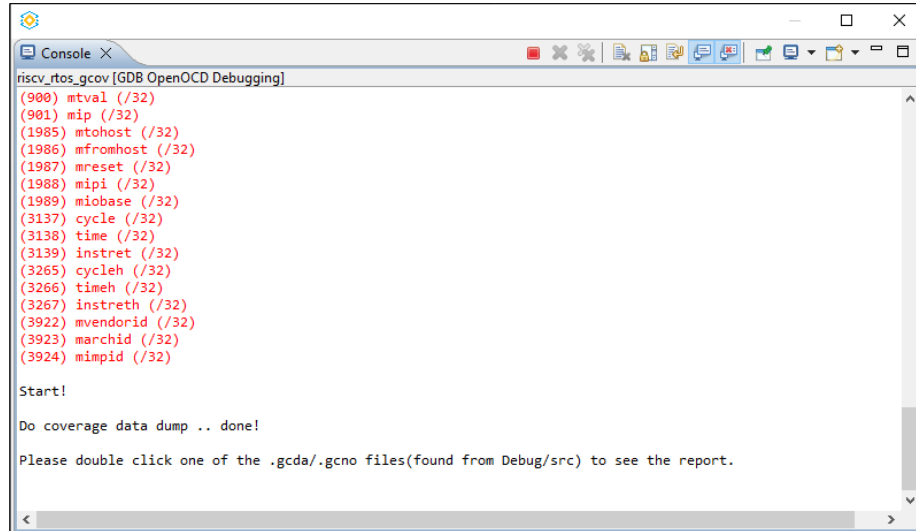 Console
riscv_rtos_gcov [GDB OpenOCD Debugging]
(900) mtval (/32)
(901) mip (/32)
(1985) mtohost (/32)
(1986) mfromhost (/32)
(1987) mreset (/32)
(1988) mipi (/32)
(1989) miobase (/32)
(3137) cycle (/32)
(3138) time (/32)
(3139) instret (/32)
(3265) cycleh (/32)
(3266) timeh (/32)
(3267) instreth (/32)
(3922) mvendorid (/32)
(3923) marchid (/32)
(3924) mimpid (/32)
Start!
Do coverage data dump .. done!
Please double click one of the .gcda/.gcno files(found from Debug/src) to see the report.